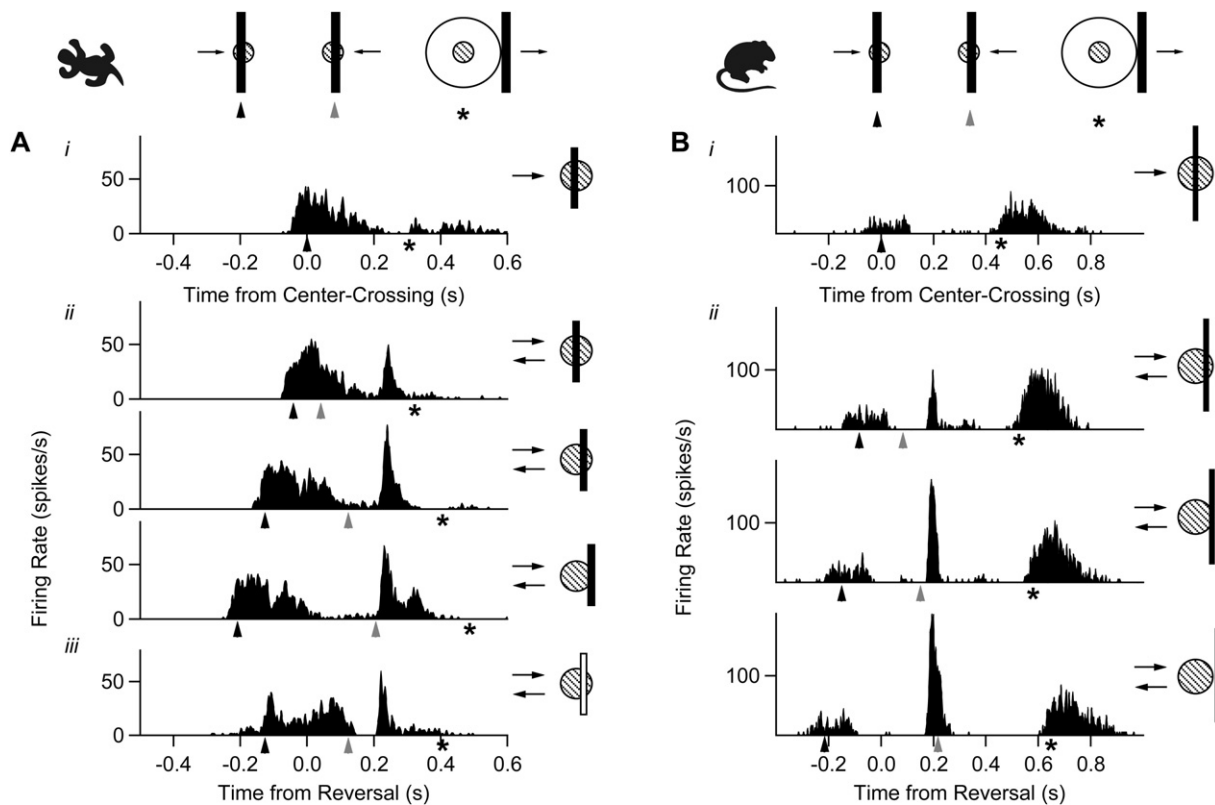 A
i
50
0
*
-0.4 -0.2 0.0 0.2 0.4 0.6
Time from Center-Crossing (s)
ii
50
0
*
50
0
*
50
0
*
iii
50
0
*
-0.4 -0.2 0.0 0.2 0.4 0.6
Time from Reversal (s)
Firing Rate (spikes/s)
*
B
i
100
*
-0.2 0.0 0.2 0.4 0.6 0.8
Time from Center-Crossing (s)
ii
100
*
100
*
100
*
-0.2 0.0 0.2 0.4 0.6 0.8
Time from Reversal (s)
Firing Rate (spikes/s)
*